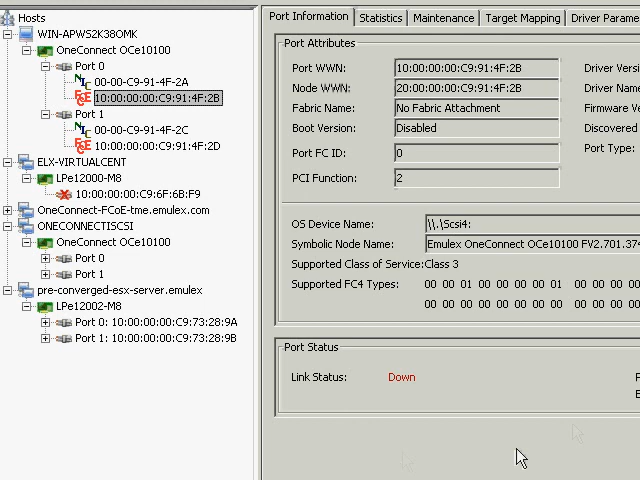 Hosts
WIN-APWS2K38OMK
OneConnect OCe10100
Port 0
NIC 00-00-C9-91-4F-2A
FCoE 10:00:00:00:C9:91:4F:2B
Port 1
NIC 00-00-C9-91-4F-2C
FCoE 10:00:00:00:C9:91:4F:2D
ELX-VIRTUALCENT
LPe12000-M8
10:00:00:00:C9:6F:6B:F9
OneConnect-FCoE-tme.emulex.com
ONECONNECTISCSI
OneConnect OCe10100
Port 0
Port 1
pre-converged-esx-server.emulex
LPe12002-M8
Port 0: 10:00:00:00:C9:73:28:9A
Port 1: 10:00:00:00:C9:73:28:9B
Port Information Statistics Maintenance Target Mapping Driver Parame
Port Attributes
Port WWN: 10:00:00:00:C9:91:4F:2B Driver Versi
Node WWN: 20:00:00:00:C9:91:4F:2B Driver Name
Fabric Name: No Fabric Attachment Firmware Ve
Boot Version: Disabled Discovered
Port FC ID: 0 Port Type:
PCI Function: 2
OS Device Name: \\.\Scsi4:
Symbolic Node Name: Emulex OneConnect OCe10100 FV2.701.374
Supported Class of Service: Class 3
Supported FC4 Types: 00 00 01 00 00 00 00 01 00 00 00 00
00 00 00 00 00 00 00 00 00 00 00 00
Port Status
Link Status: Down